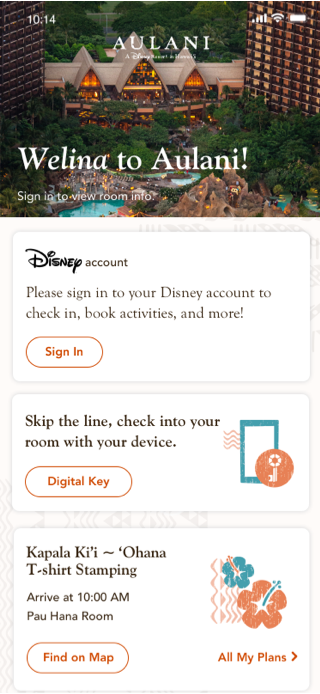 10:14
AULANI
A Disney Resort & Hawai'i
Welina to Aulani!
Sign in to view room info.
Disney account
Please sign in to your Disney account to
check in, book activities, and more!
Sign In
Skip the line, check into your
room with your device.
Digital Key
Kapala Ki’i ~ ‘Ohana
T-shirt Stamping
Arrive at 10:00 AM
Pau Hana Room
Find on Map
All My Plans